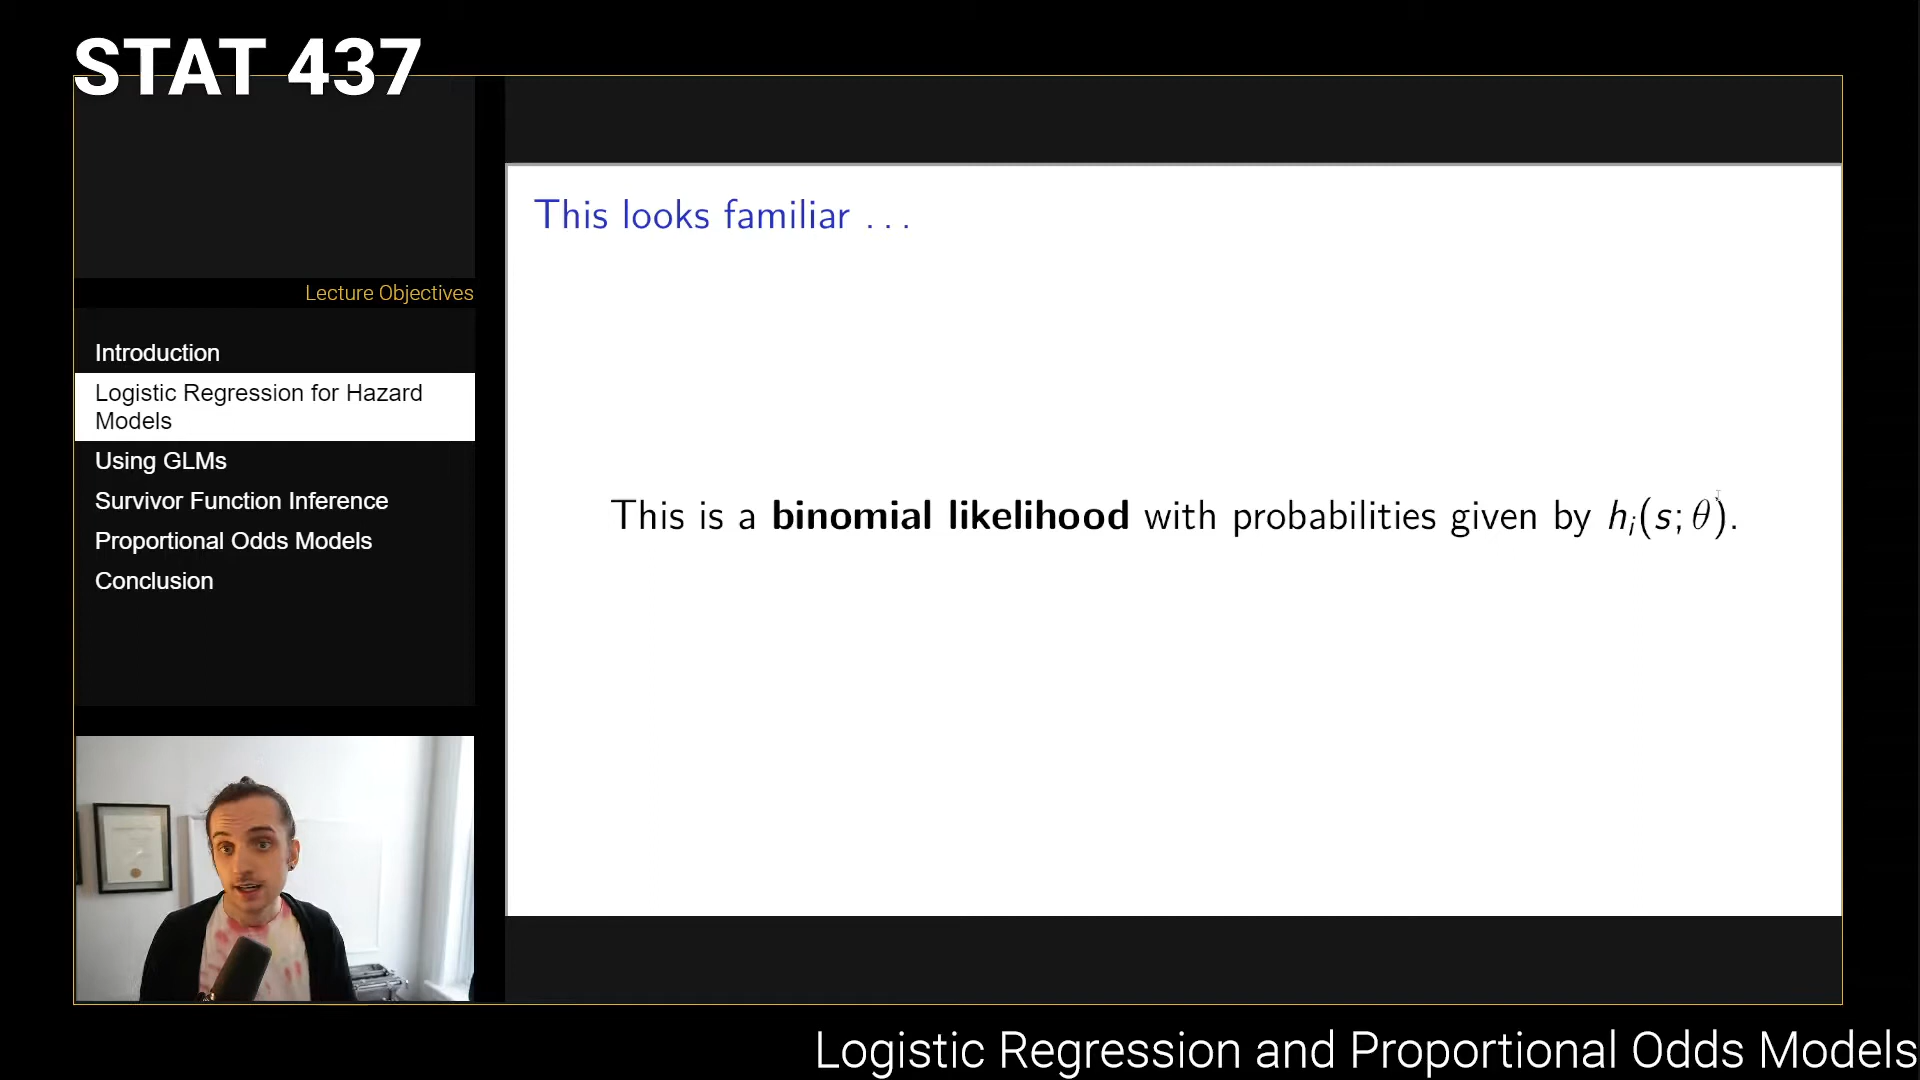 STAT 437
Lecture Objectives
Introduction
Logistic Regression for Hazard
Models
Using GLMs
Survivor Function Inference
Proportional Odds Models
Conclusion
This looks familiar . . .
This is a binomial likelihood with probabilities given by hᵢ(s; θ).
Logistic Regression and Proportional Odds Models